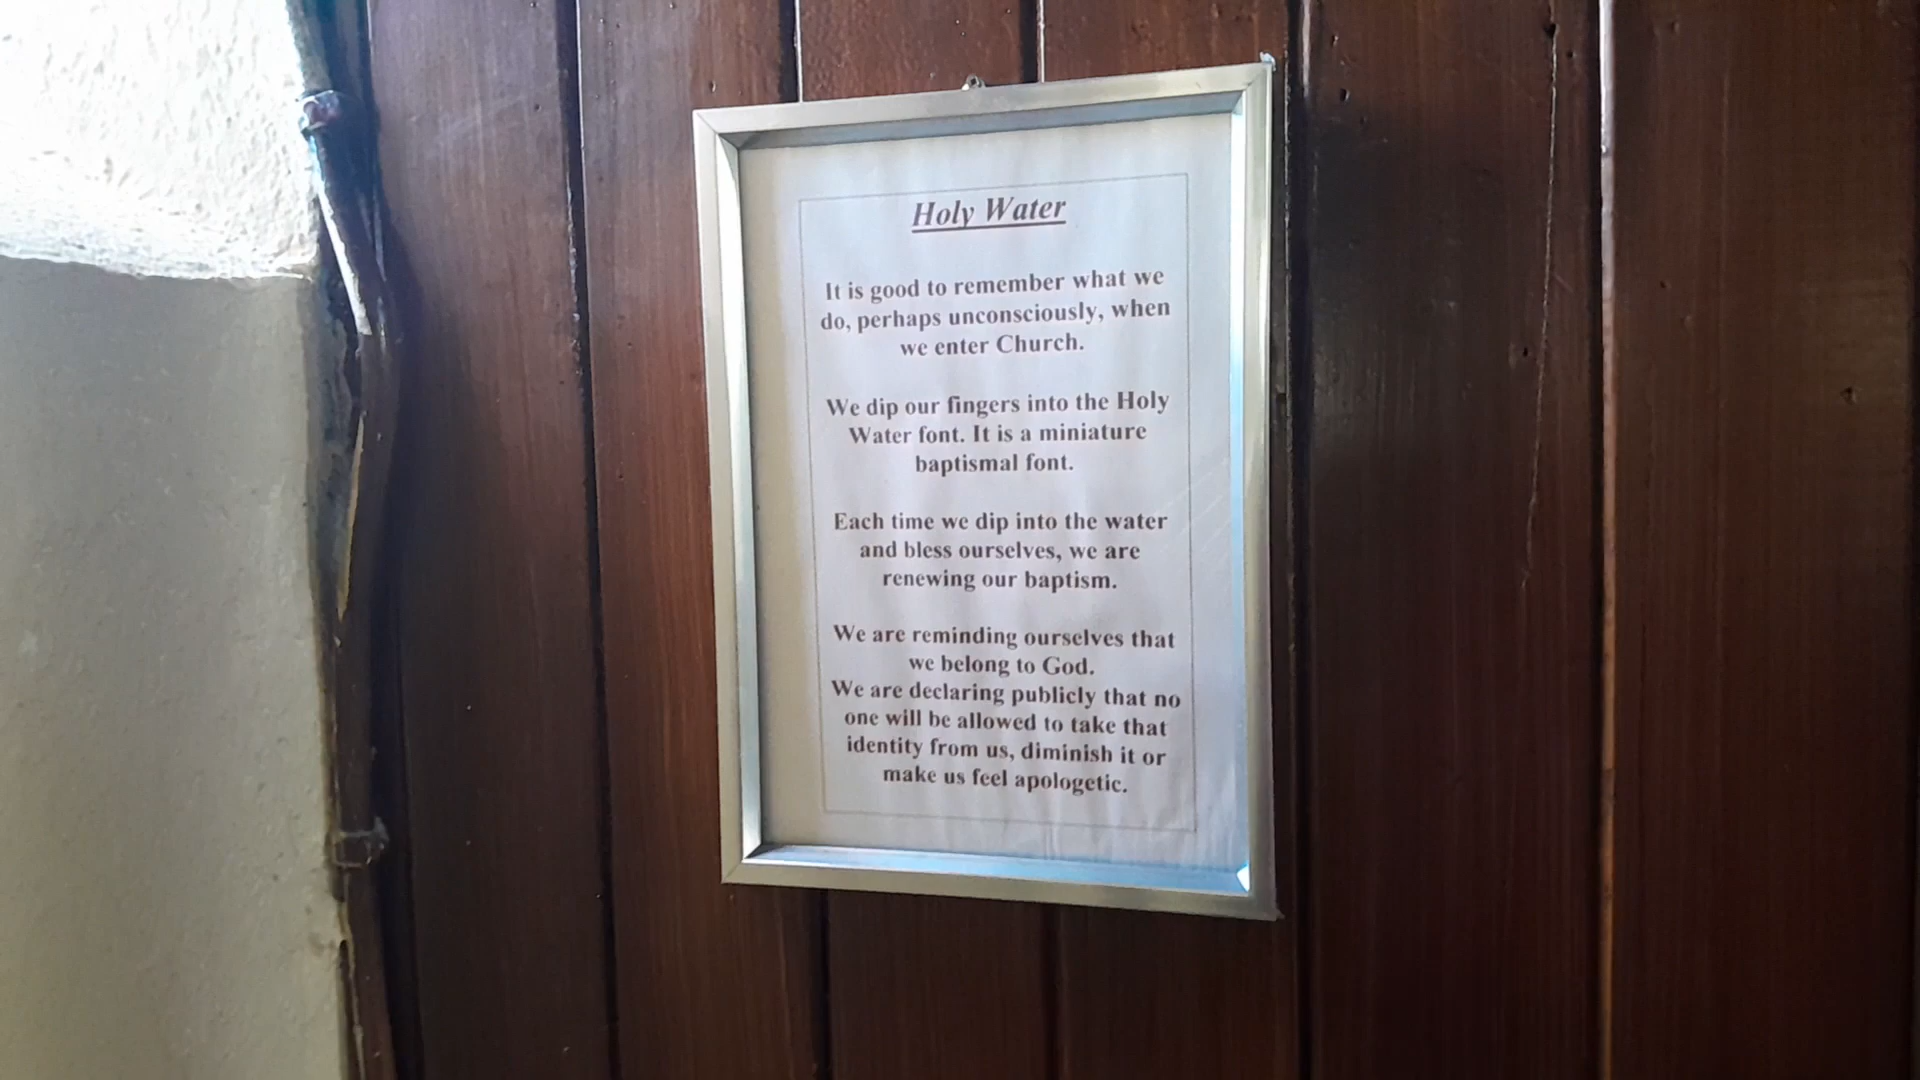 Holy Water
It is good to remember what we
do, perhaps unconsciously, when
we enter Church.
We dip our fingers into the Holy
Water font. It is a miniature
baptismal font.
Each time we dip into the water
and bless ourselves, we are
renewing our baptism.
We are reminding ourselves that
we belong to God.
We are declaring publicly that no
one will be allowed to take that
identity from us, diminish it or
make us feel apologetic.